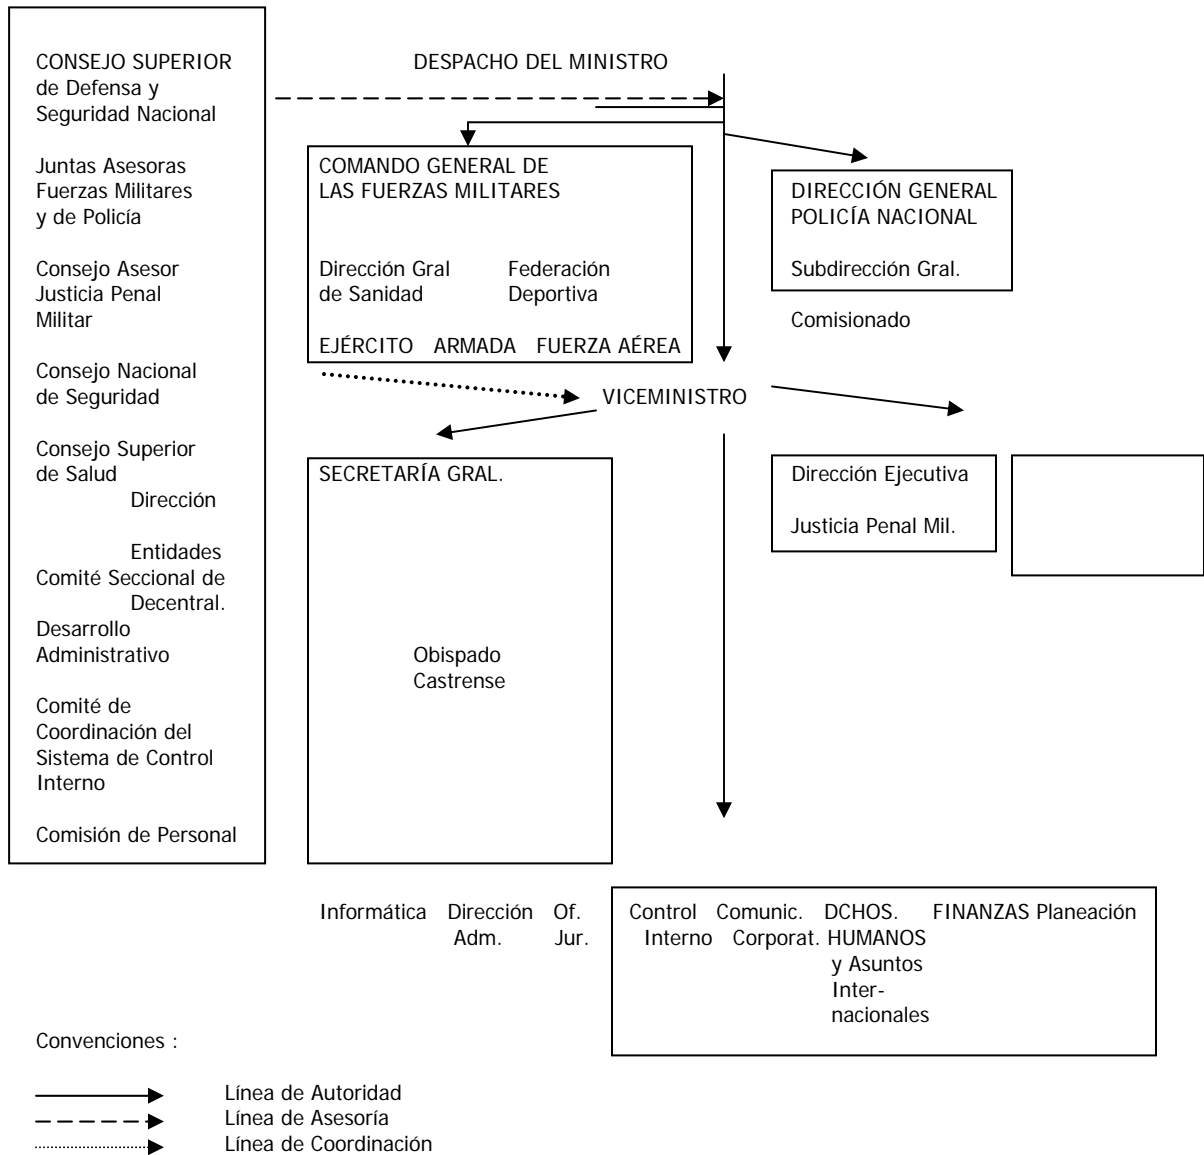 CONSEJO SUPERIOR
de Defensa y
Seguridad Nacional
Juntas Asesoras
Fuerzas Militares
y de Policía
Consejo Asesor
Justicia Penal
Militar
Consejo Nacional
de Seguridad
Consejo Superior
de Salud
Dirección
Entidades
Comité Seccional de
Decentral.
Desarrollo
Administrativo
Comité de
Coordinación del
Sistema de Control
Interno
Comisión de Personal
DESPACHO DEL MINISTRO
COMANDO GENERAL DE
LAS FUERZAS MILITARES
Dirección Gral Federación
de Sanidad Deportiva
EJÉRCITO ARMADA FUERZA AÉREA
DIRECCIÓN GENERAL
POLICÍA NACIONAL
Subdirección Gral.
Comisionado
VICEMINISTRO
SECRETARÍA GRAL.
Obispado
Castrense
Dirección Ejecutiva
Justicia Penal Mil.
Informática Dirección Of.
Adm. Jur.
Control Comunic. DCHOS. FINANZAS Planeación
Interno Corporat. HUMANOS
y Asuntos
Inter-
nacionales
Convenciones :
Línea de Autoridad
Línea de Asesoría
Línea de Coordinación